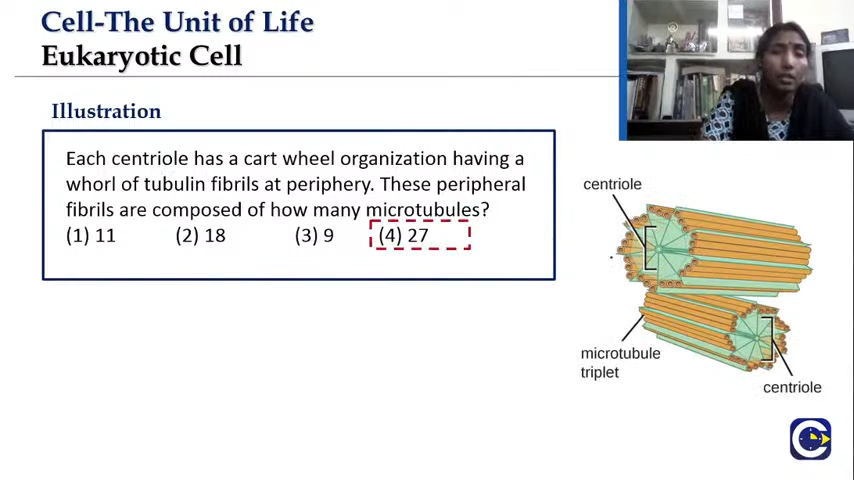 Cell-The Unit of Life
Eukaryotic Cell
Illustration
Each centriole has a cart wheel organization having a
whorl of tubulin fibrils at periphery. These peripheral
fibrils are composed of how many microtubules?
(1) 11 (2) 18 (3) 9 (4) 27
centriole
microtubule
triplet
centriole